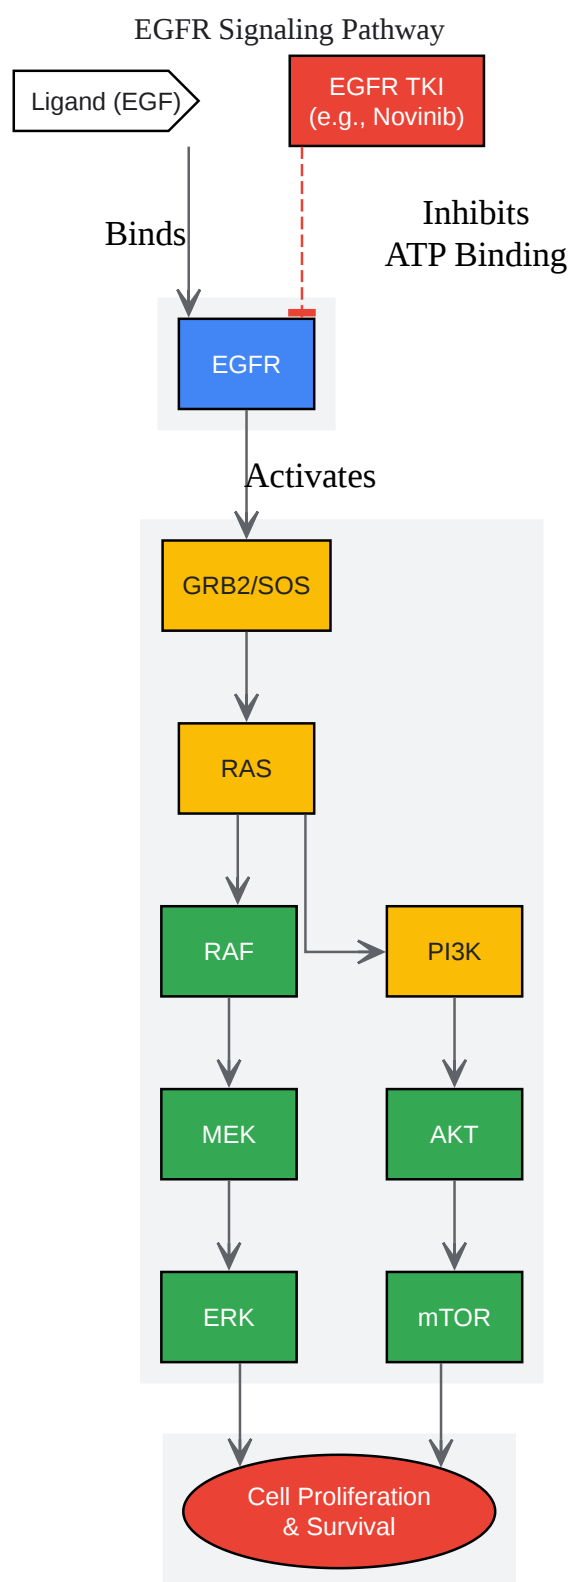 EGFR Signaling Pathway
Ligand (EGF)
EGFR TKI
(e.g., Novinib)
Binds
Inhibits
ATP Binding
EGFR
Activates
GRB2/SOS
RAS
RAF
PI3K
MEK
AKT
ERK
mTOR
Cell Proliferation
& Survival